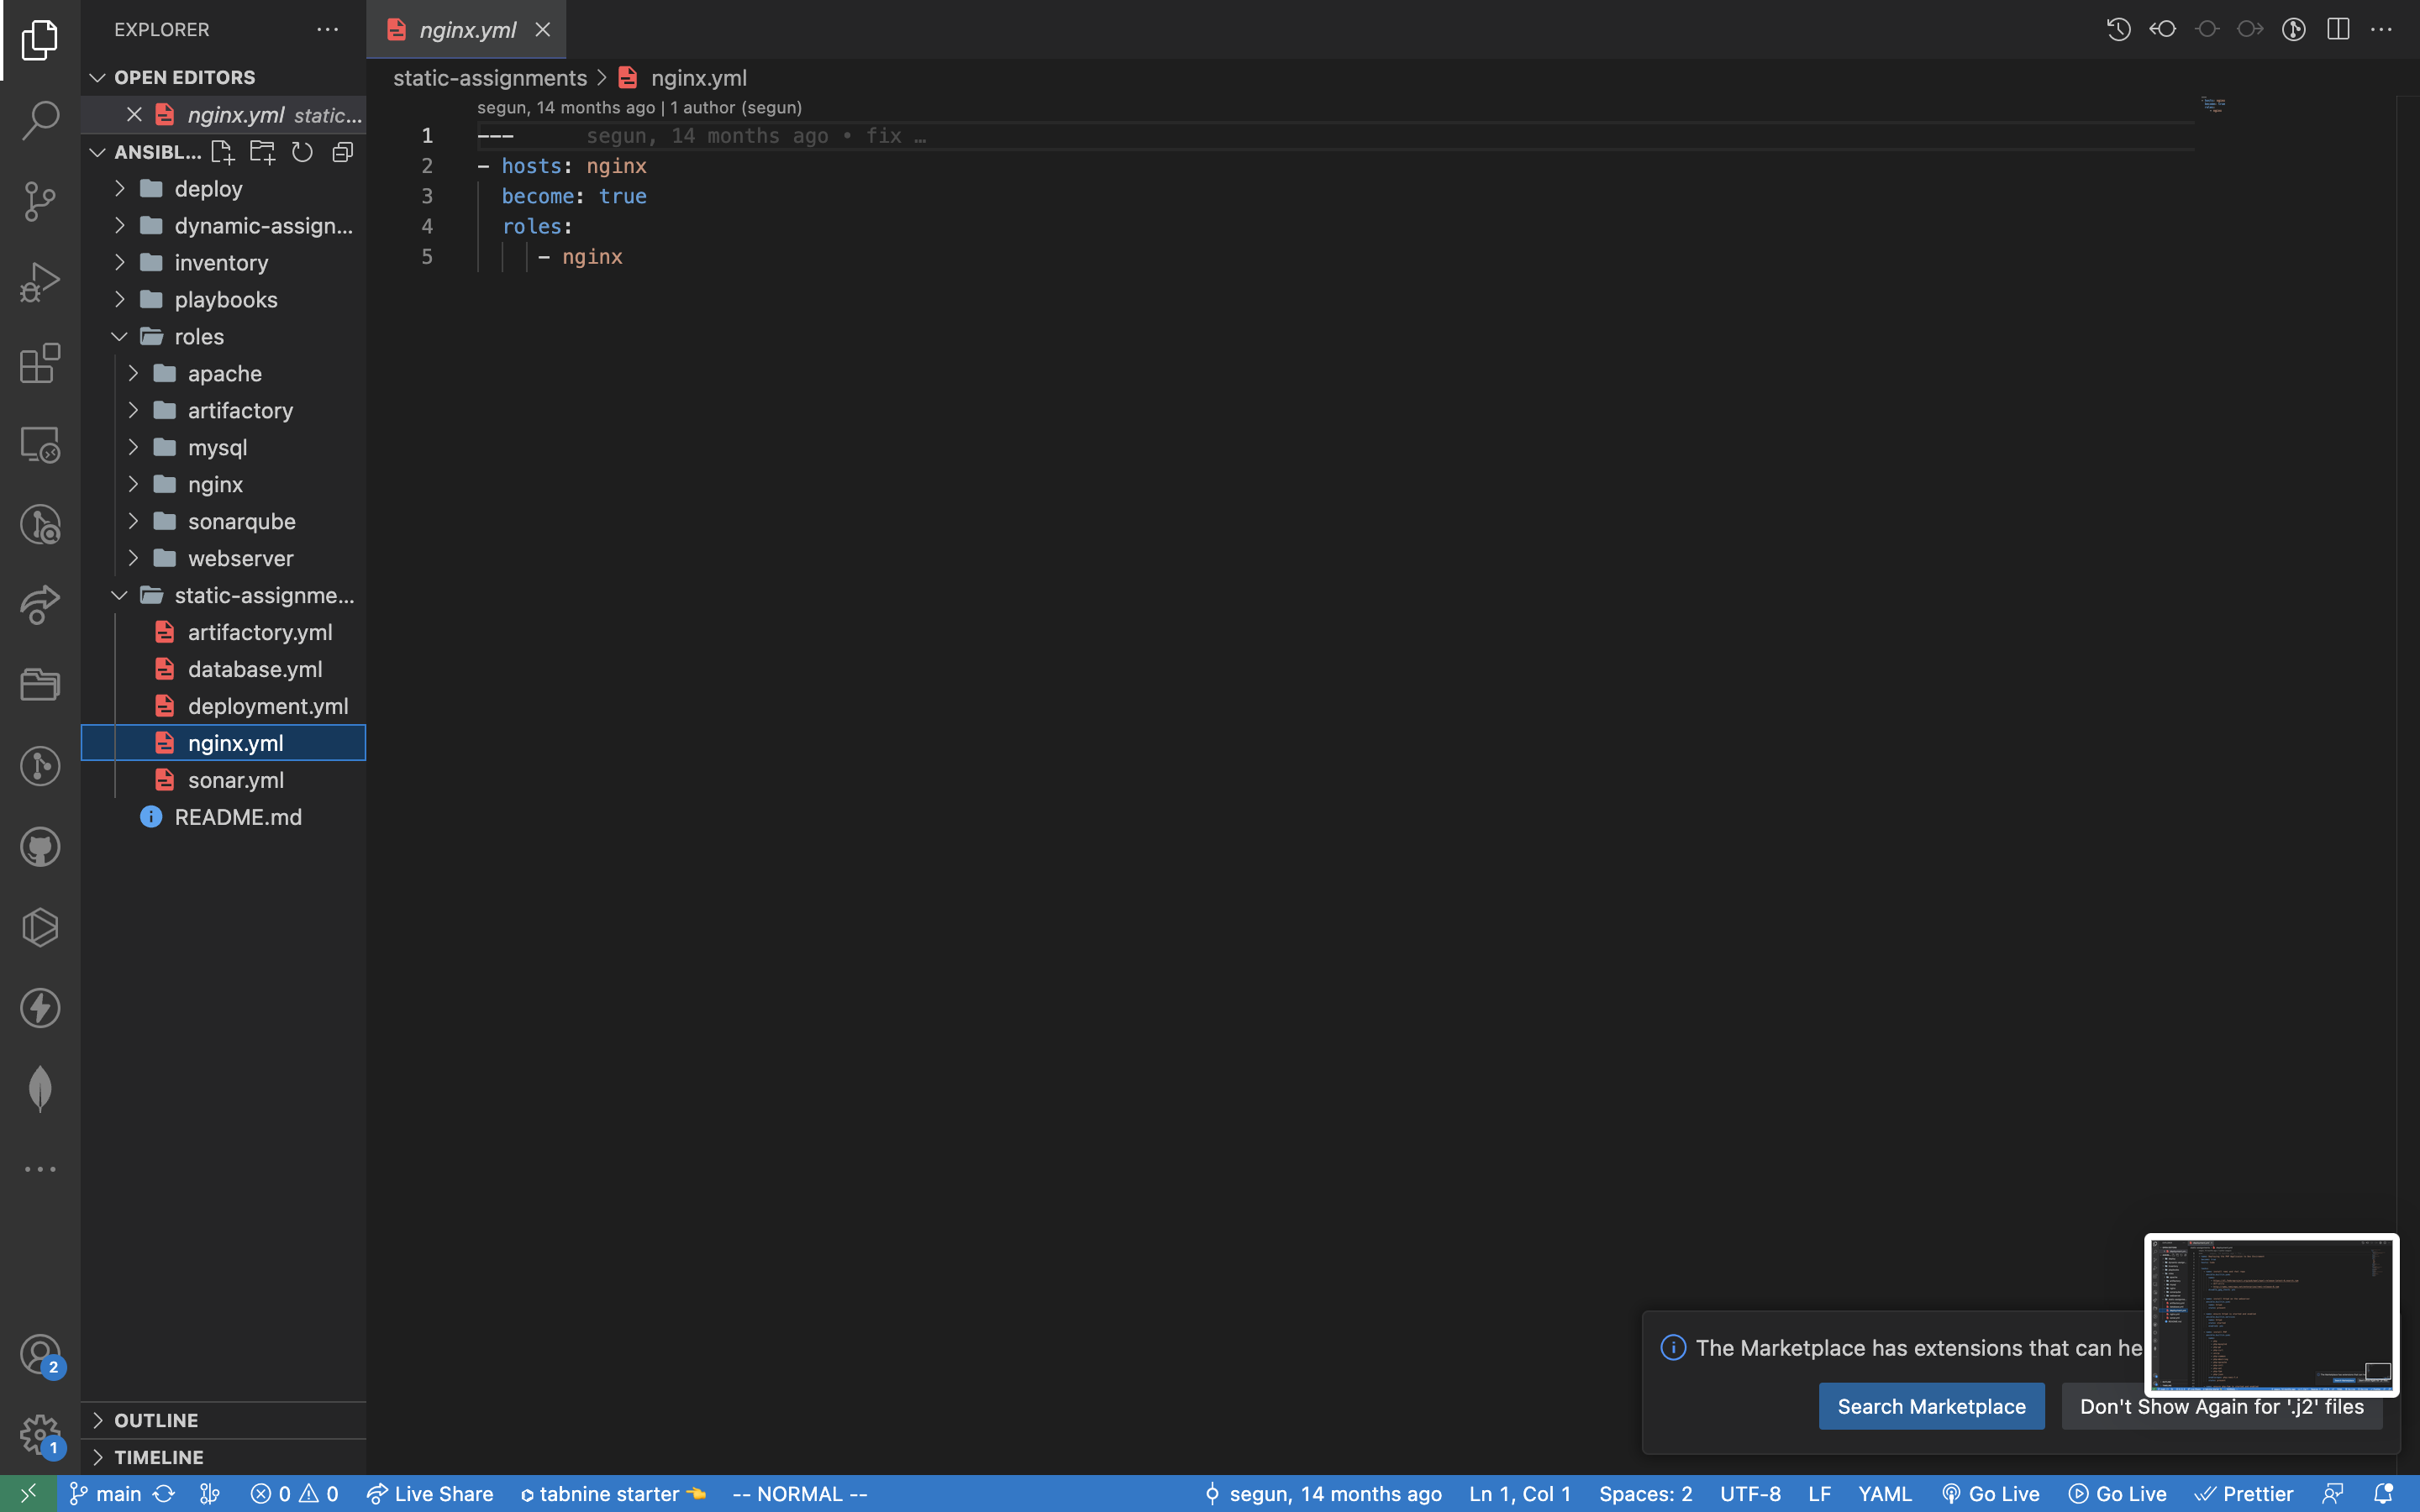 EXPLORER
OPEN EDITORS
nginx.yml static...
ANSIBL...
deploy
dynamic-assign...
inventory
playbooks
roles
apache
artifactory
mysql
nginx
sonarqube
webserver
static-assignme...
artifactory.yml
database.yml
deployment.yml
nginx.yml
sonar.yml
README.md
OUTLINE
TIMELINE
nginx.yml
static-assignments > nginx.yml
segun, 14 months ago | 1 author (segun)
1 --- segun, 14 months ago • fix …
2 - hosts: nginx
3 become: true
4 roles:
5 - nginx
The Marketplace has extensions that can he
Search Marketplace
Don't Show Again for '.j2' files
2
1
main
0 0
Live Share
tabnine starter
-- NORMAL --
segun, 14 months ago
Ln 1, Col 1
Spaces: 2
UTF-8
LF
YAML
Go Live
Go Live
Prettier